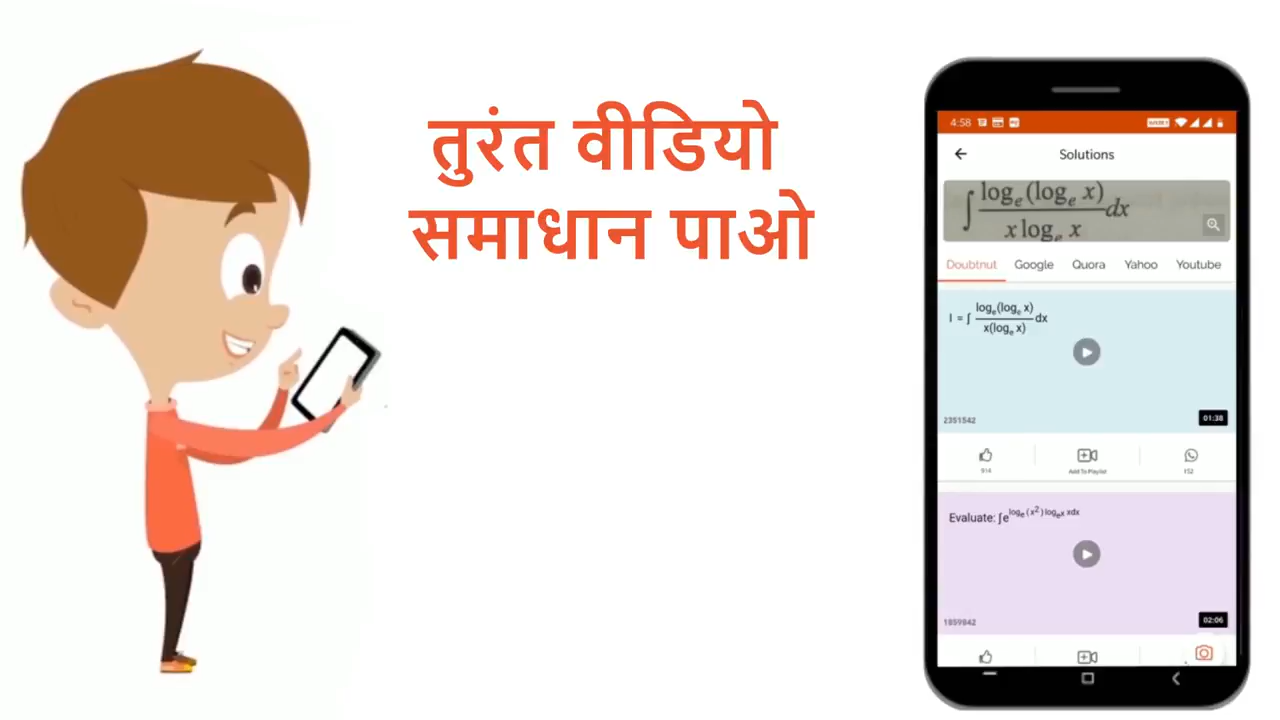 तुरंत वीडियो
समाधान पाओ
4:58
Solutions
∫ logₑ(logₑ x) / x logₑ x dx
Doubtnut Google Quora Yahoo Youtube
I = ∫ logₑ(logₑ x) / x(logₑ x) dx
2351542 01:38
914 Add To Playlist 152
Evaluate: ∫e^logₑ(x²)logₑx xdx
1859842 02:06